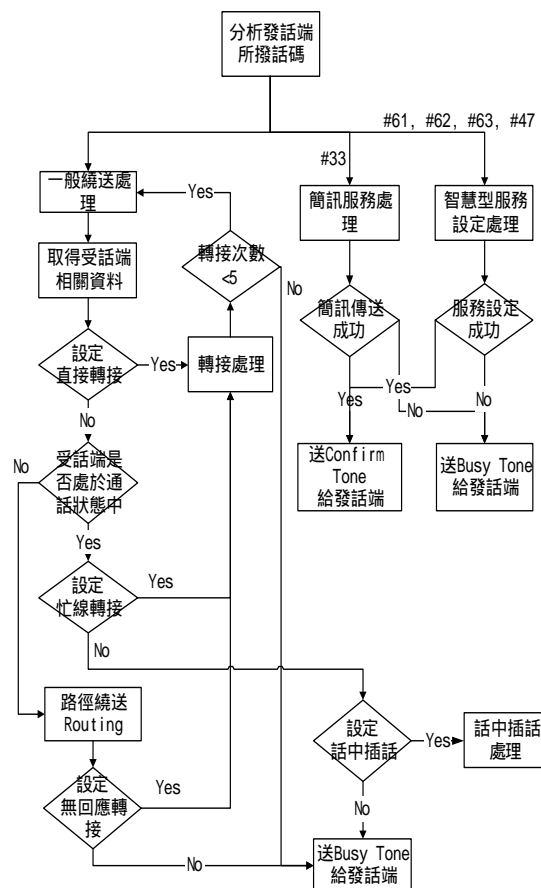 分析發話端
所撥話碼
#61, #62, #63, #47
#33
一般繞送處
理
Yes
簡訊服務處
理
智慧型服務
設定處理
取得受話端
相關資料
轉接次數
<5
No
簡訊傳送
成功
服務設定
成功
設定
直接轉接
Yes
轉接處理
Yes
Yes
No
No
No
受話端是
否處於通
話狀態中
No
送Confirm
Tone
給發話端
送Busy Tone
給發話端
Yes
設定
忙線轉接
Yes
No
路徑繞送
Routing
設定
話中插話
Yes
話中插話
處理
設定
無回應轉
接
Yes
No
No
送Busy Tone
給發話端